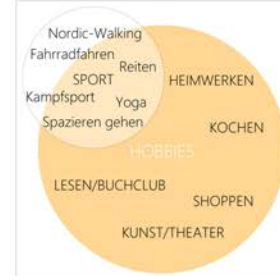 Nordic-Walking
Fahrradfahren
Reiten
SPORT
HEIMWERKEN
Kampfsport
Yoga
Spazieren gehen
KOCHEN
HOBBIES
LESEN/BUCHCLUB
SHOPPEN
KUNST/THEATER